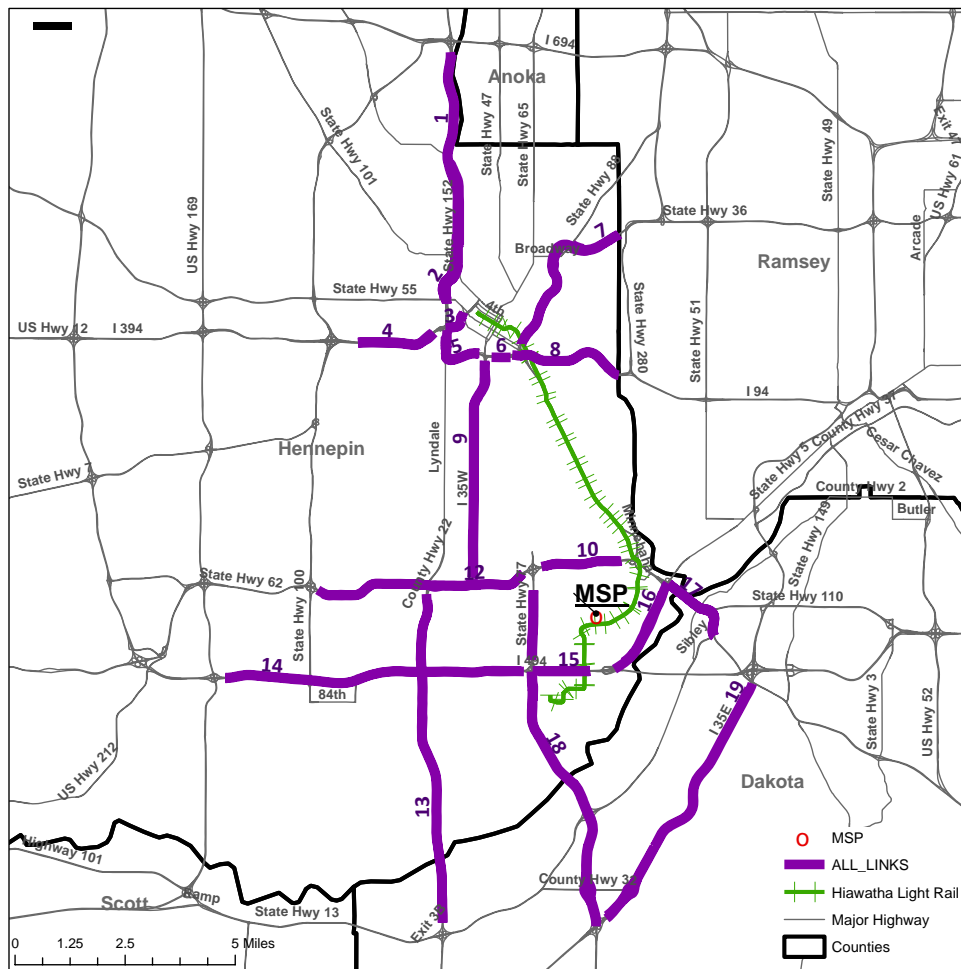 I 694
Anoka
1
State Hwy 47
State Hwy 65
State Hwy 101
State Hwy 49
US Hwy 61
State Hwy 88
State Hwy 152
US Hwy 169
7
State Hwy 36
Broadway
Arcade
Ramsey
2
State Hwy 55
4th
3
US Hwy 12
I 394
4
5
6
8
State Hwy 280
State Hwy 51
I 94
9
Lyndale
I 35W
Hennepin
State Hwy 7
State Hwy 5
County Hwy 31
Cesar Chavez
County Hwy 2
Butler
State Hwy 149
Minnehaha
10
12
State Hwy 62
State Hwy 100
County Hwy 22
State Hwy 77
MSP
16
17
State Hwy 110
Sibley
14
I 494
15
84th
19
I 35E
State Hwy 3
US Hwy 52
US Hwy 212
18
13
Dakota
Highway 101
Scott
Ramp
State Hwy 13
Exit 35
County Hwy 32
MSP
ALL_LINKS
Hiawatha Light Rail
Major Highway
Counties
0 1.25 2.5 5 Miles